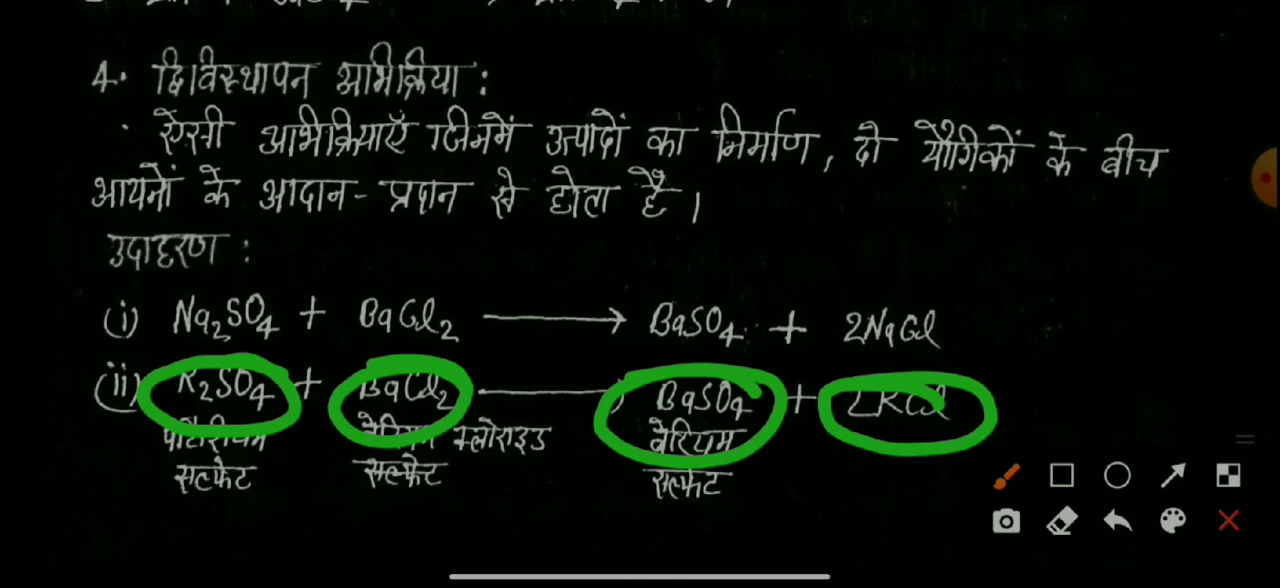 4. द्विविस्थापन अभिक्रिया :
· ऐसी अभिक्रियाएँ जिनमें उत्पादों का निर्माण, दो यौगिकों के बीच
आयनों के आदान-प्रदान से होता है।
उदाहरण :
(i) Na₂SO₄ + BaCl₂ ⟶ BaSO₄ + 2NaCl
(ii) K₂SO₄ + BaCl₂ ⟶ BaSO₄ + 2KCl
पोटेशियम बेरियम क्लोराइड बेरियम
सल्फेट सल्फेट सल्फेट